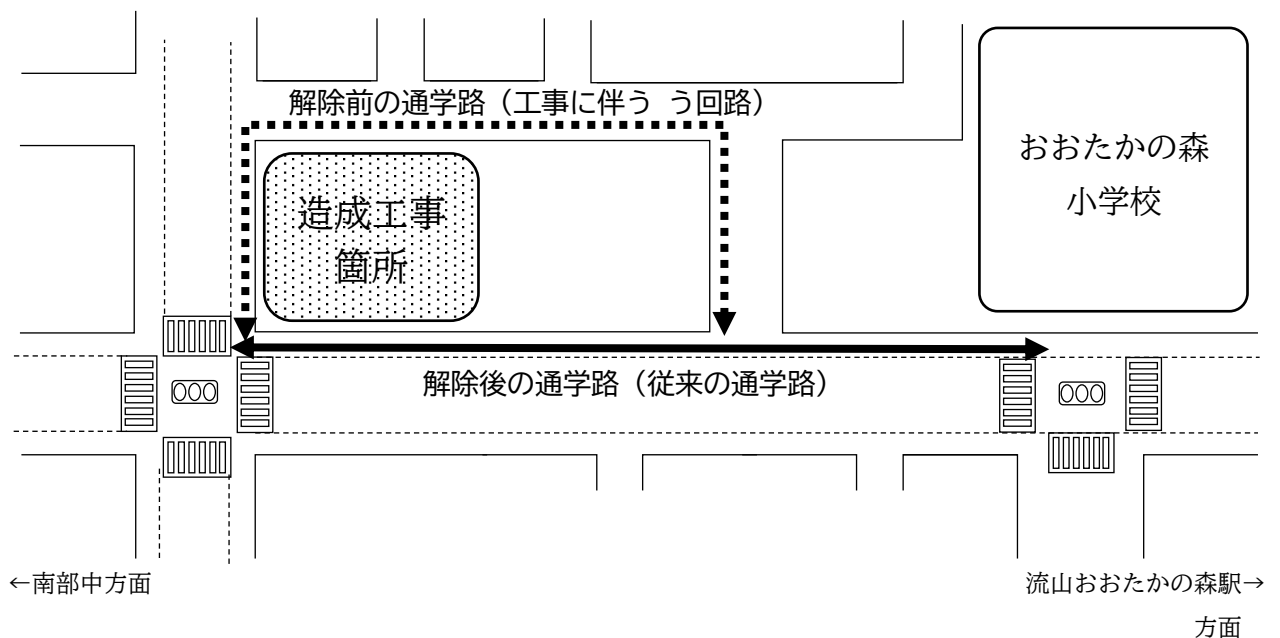 解除前の通学路（工事に伴う う回路）
おおたかの森
小学校
造成工事
箇所
解除後の通学路（従来の通学路）
←南部中方面
流山おおたかの森駅→
方面